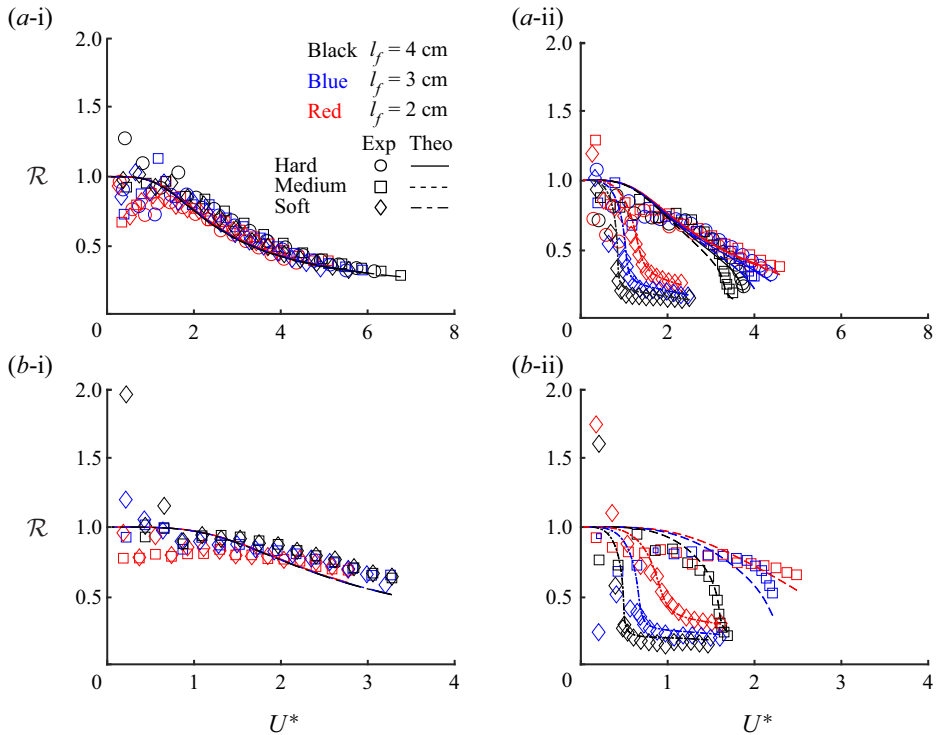 (a-i)
(a-ii)
2.0
1.5
1.0
0.5
0
2
4
6
8
ℛ
Black l_f = 4 cm
Blue l_f = 3 cm
Red l_f = 2 cm
Exp Theo
Hard
Medium
Soft
2.0
1.5
1.0
0.5
0
2
4
6
8
(b-i)
(b-ii)
2.0
1.5
1.0
0.5
0
1
2
3
4
ℛ
U*
2.0
1.5
1.0
0.5
0
1
2
3
4
U*